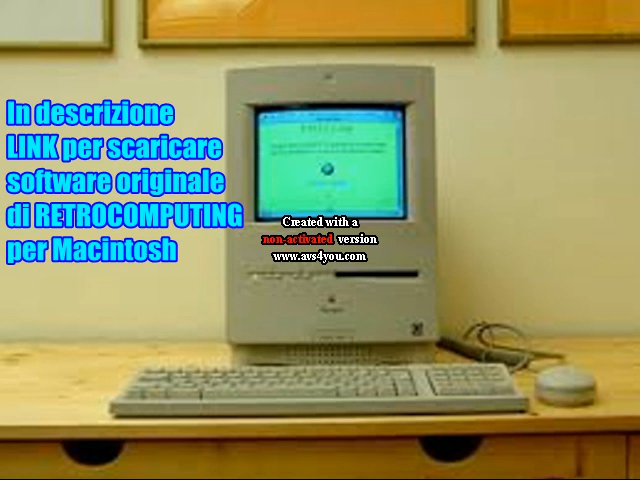 In descrizione
LINK per scaricare
software originale
di RETROCOMPUTING
per Macintosh
Created with a
non-activated version
www.avs4you.com